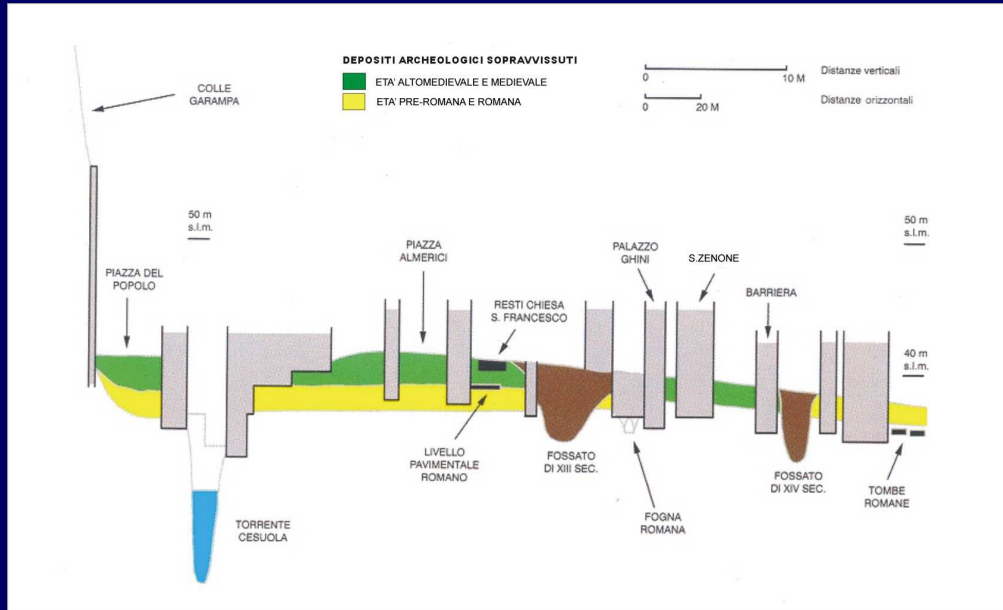 DEPOSITI ARCHEOLOGICI SOPRAVVISSUTI
ETA' ALTOMEDIEVALE E MEDIEVALE
ETA' PRE-ROMANA E ROMANA
0 10 M Distanze verticali
0 20 M Distanze orizzontali
COLLE
GARAMPA
50 m
s.l.m.
50 m
s.l.m.
PIAZZA DEL
POPOLO
PIAZZA
ALMERICI
RESTI CHIESA
S. FRANCESCO
PALAZZO
GHINI
S.ZENONE
BARRIERA
40 m
s.l.m.
LIVELLO
PAVIMENTALE
ROMANO
FOSSATO
DI XIII SEC.
FOGNA
ROMANA
FOSSATO
DI XIV SEC.
TOMBE
ROMANE
TORRENTE
CESUOLA